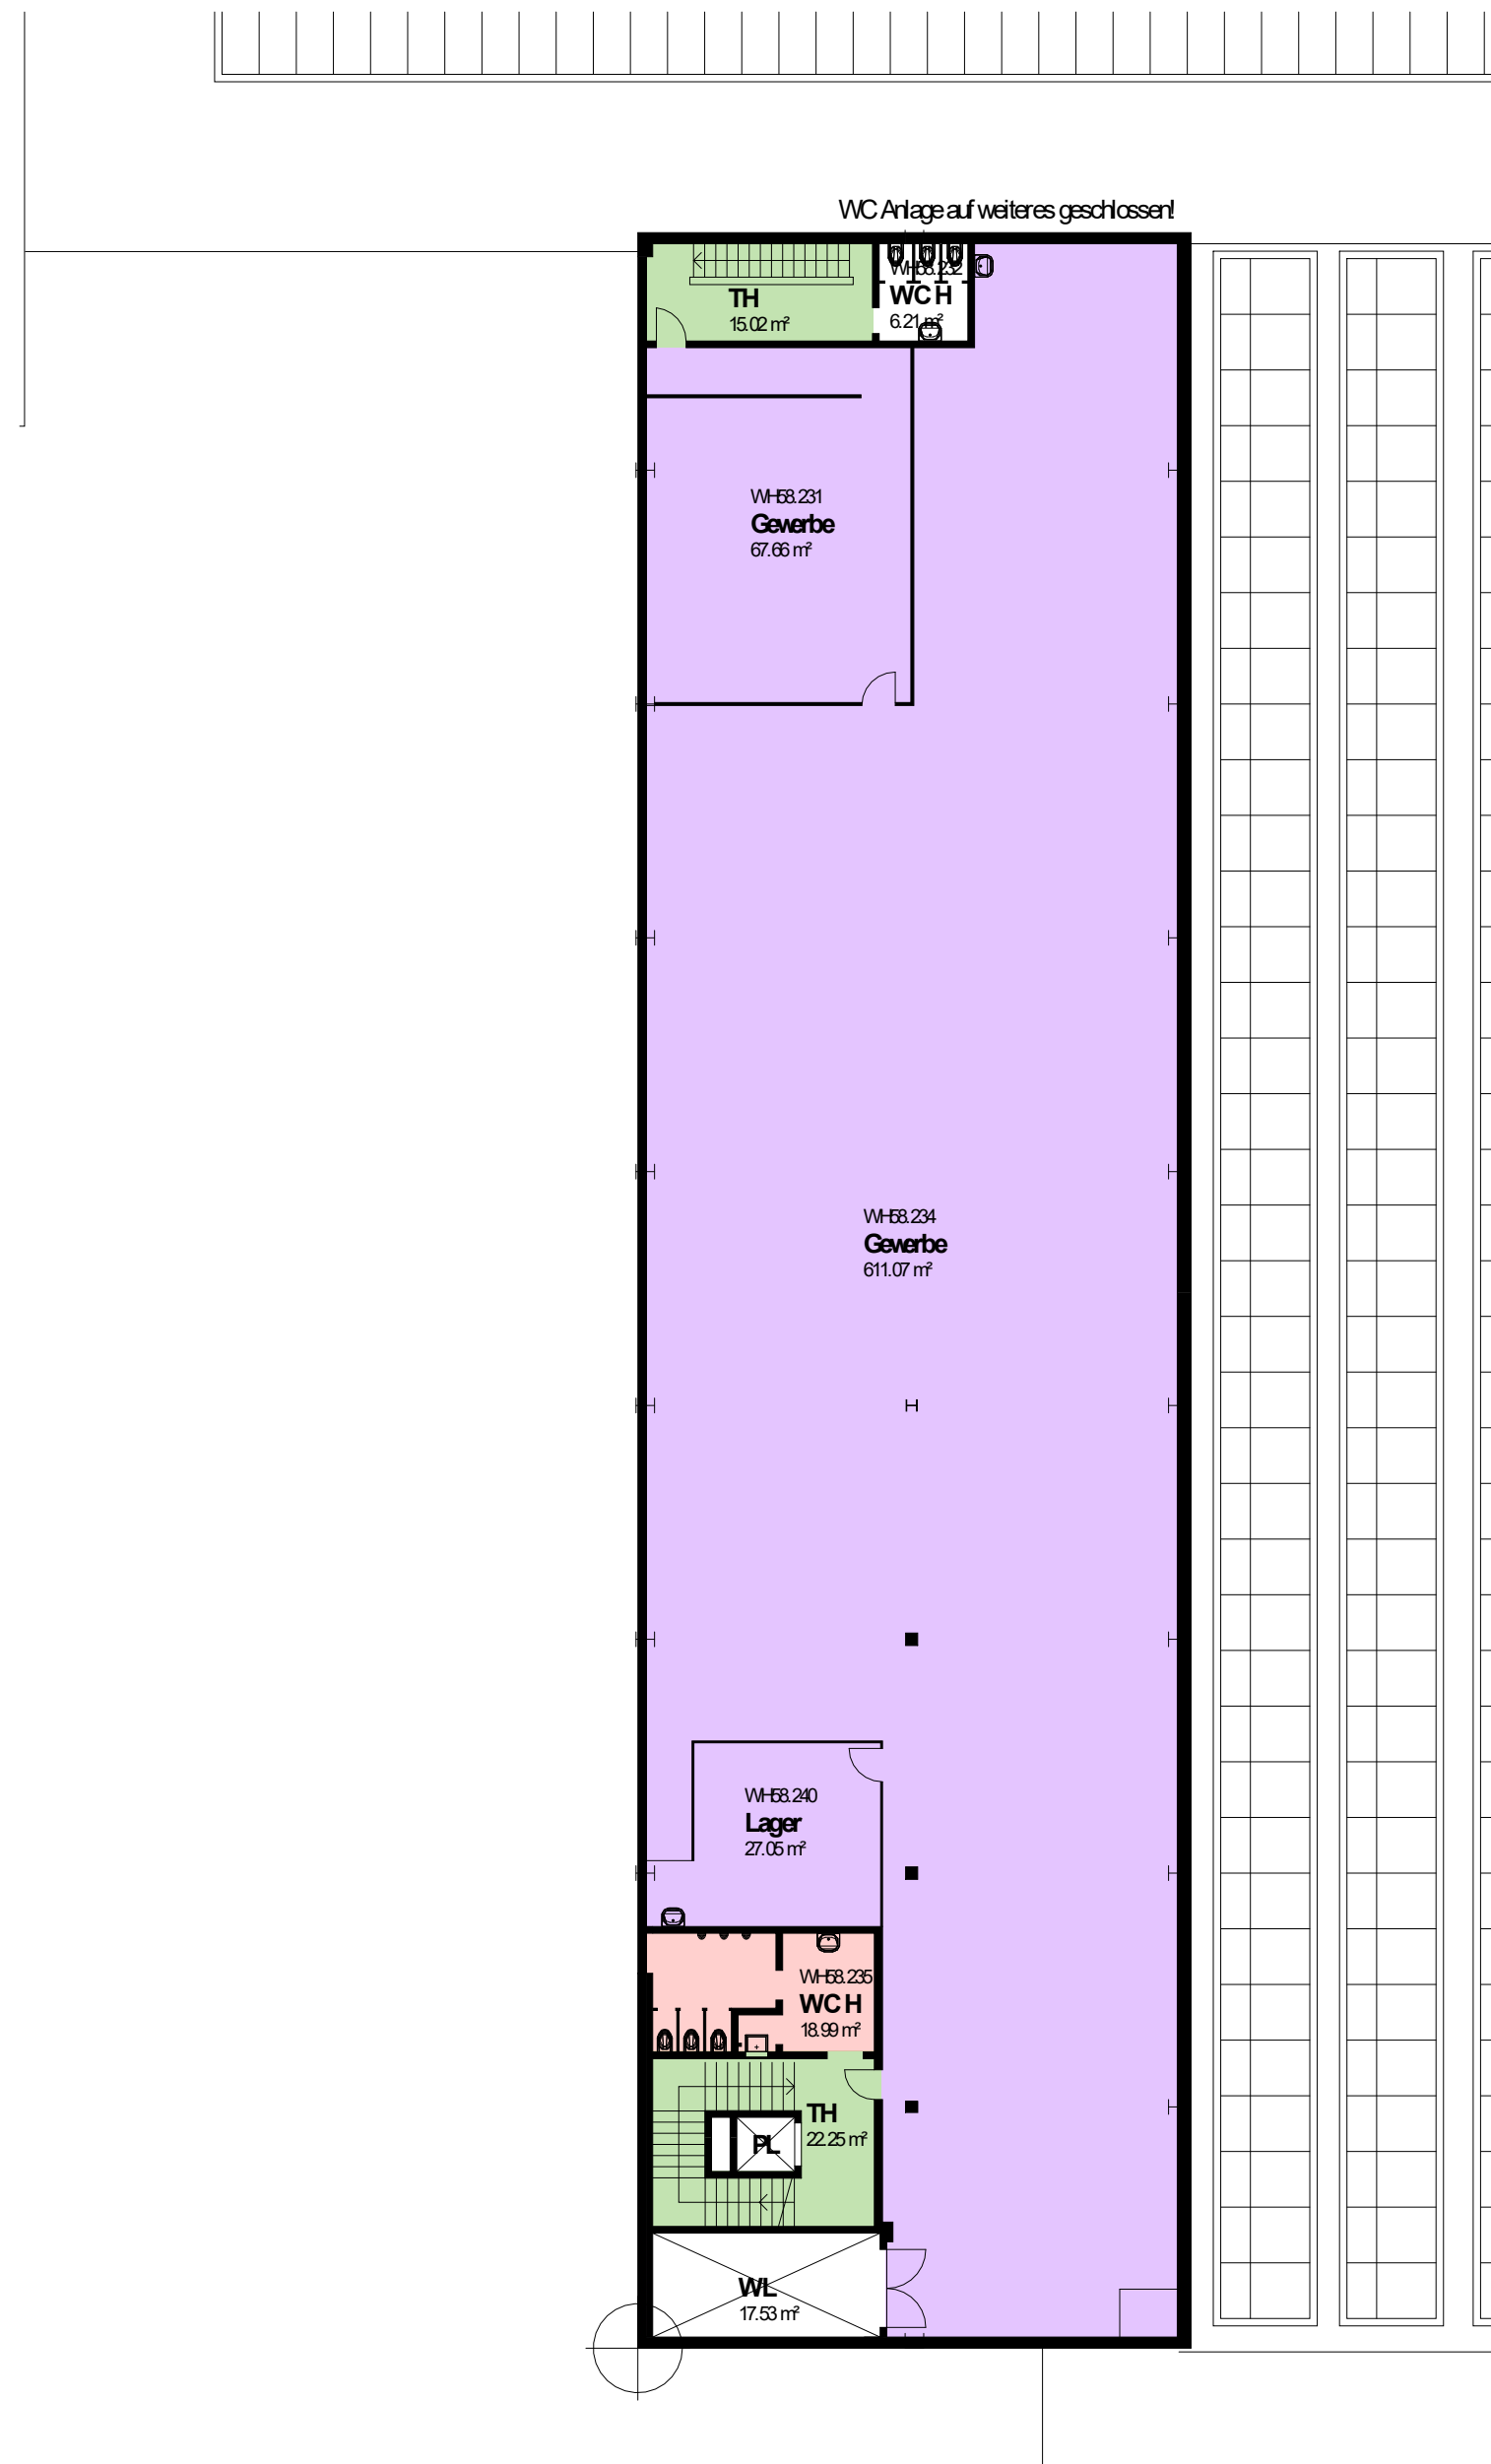 WC Anlage auf weiteres geschlossen!
TH
15.02 m²
WH58.232
WC H
6.21 m²
WH58.231
Gewerbe
67.66 m²
WH58.234
Gewerbe
611.07 m²
WH58.240
Lager
27.05 m²
WH58.235
WC H
18.99 m²
TH
22.25 m²
PL
WL
17.53 m²